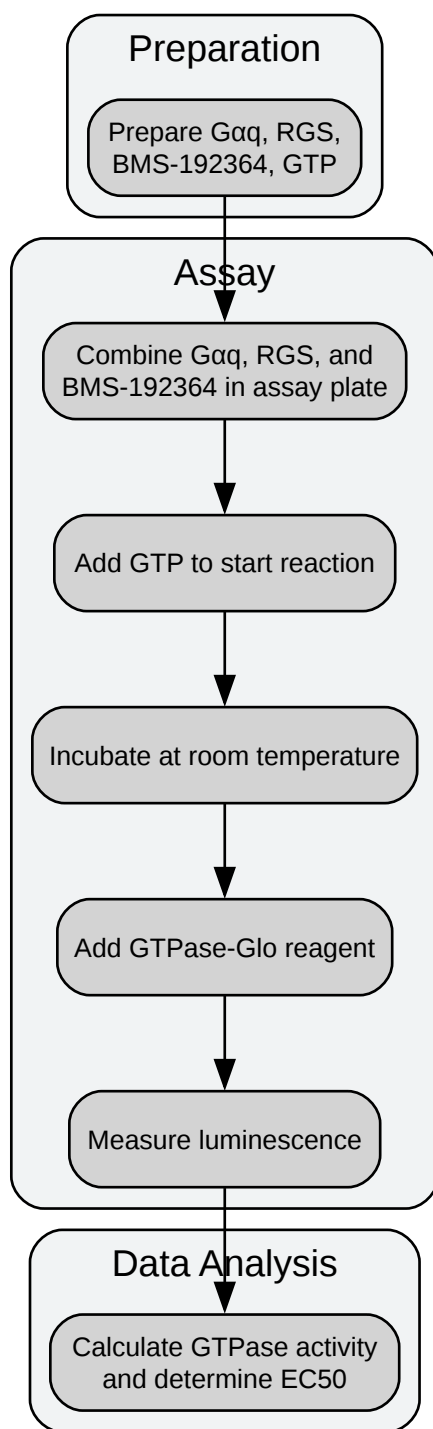 Preparation
Prepare Gαq, RGS,
BMS-192364, GTP
Assay
Combine Gαq, RGS, and
BMS-192364 in assay plate
Add GTP to start reaction
Incubate at room temperature
Add GTPase-Glo reagent
Measure luminescence
Data Analysis
Calculate GTPase activity
and determine EC50